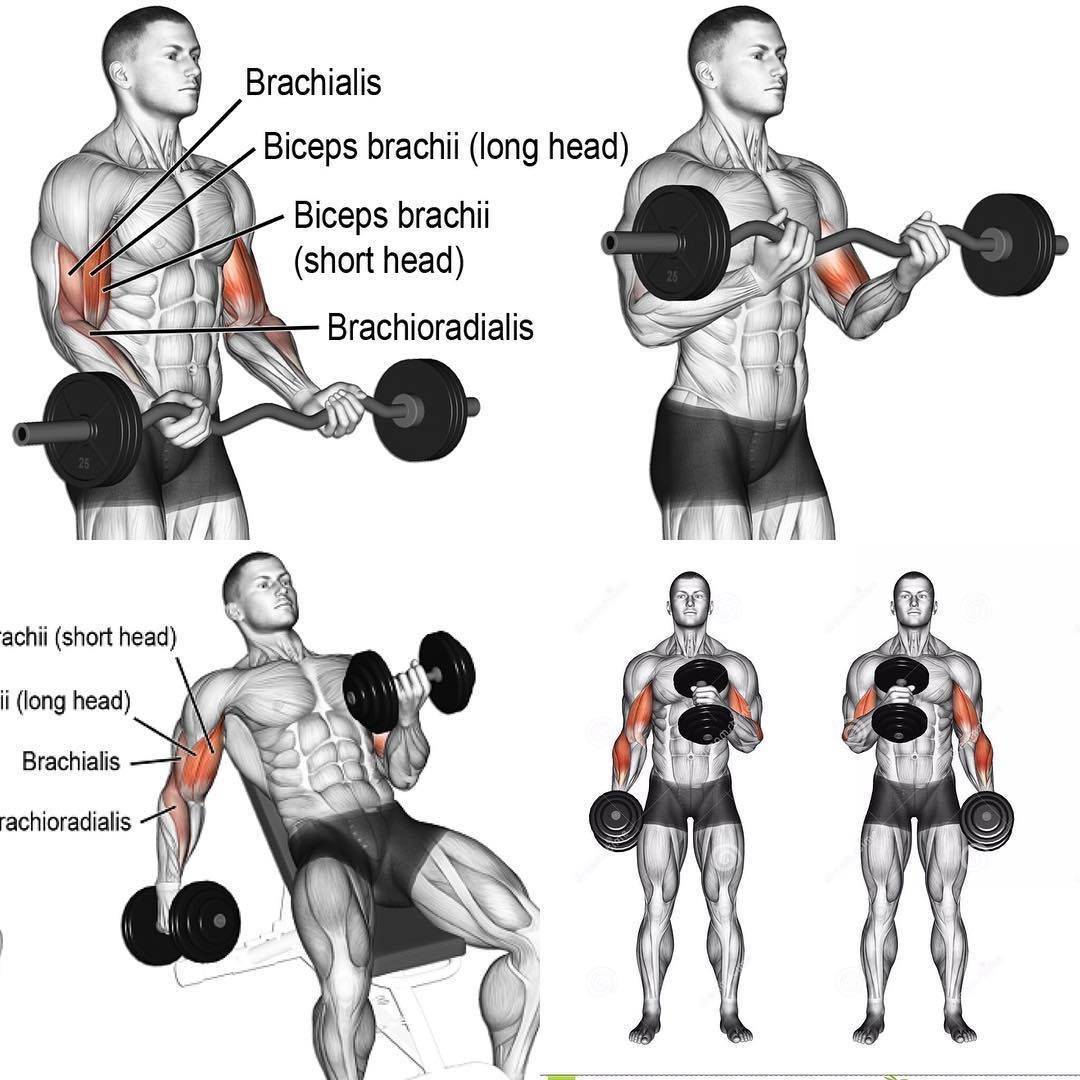 Brachialis
Biceps brachii (long head)
Biceps brachii
(short head)
Brachioradialis
25
25
rachii (short head)
ii (long head)
Brachialis
rachioradialis